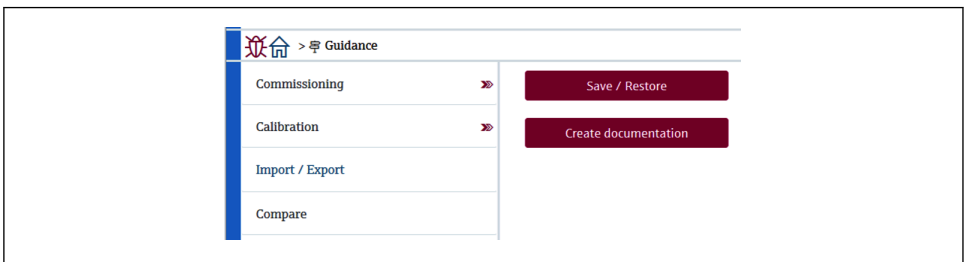 > Guidance
Commissioning
Calibration
Import / Export
Compare
Save / Restore
Create documentation